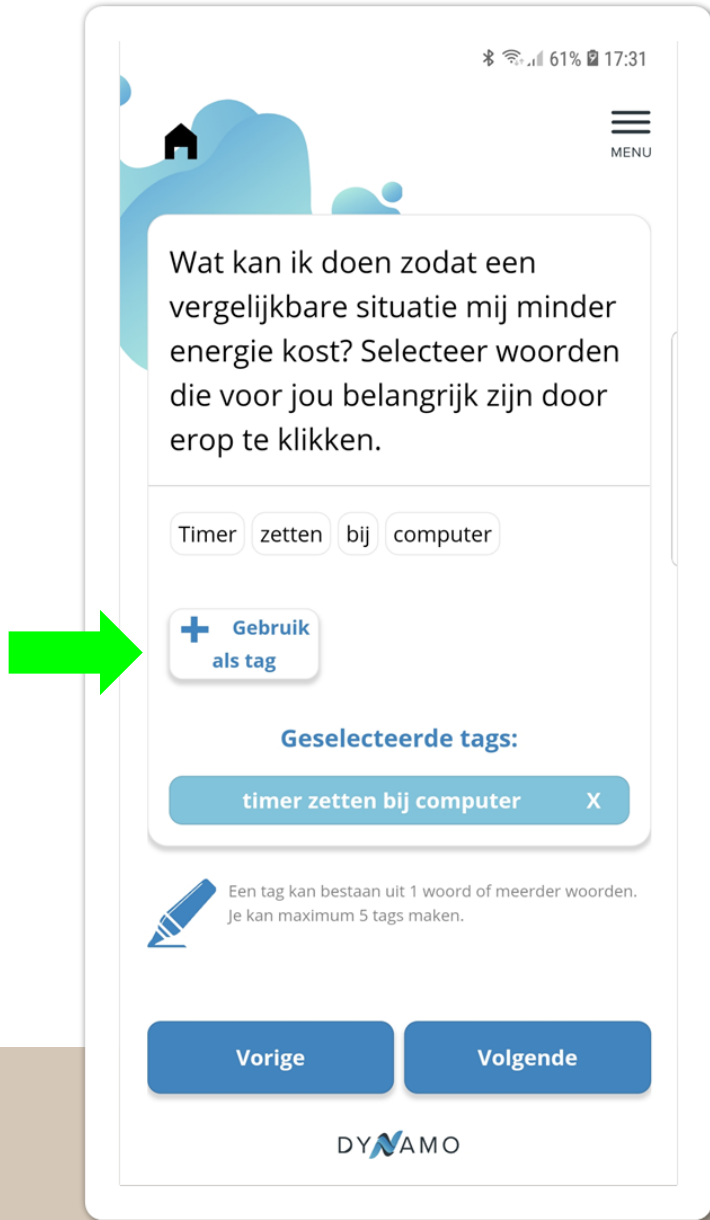 61% 17:31
MENU
Wat kan ik doen zodat een
vergelijkbare situatie mij minder
energie kost? Selecteer woorden
die voor jou belangrijk zijn door
erop te klikken.
Timer zetten bij computer
Gebruik
als tag
Geselecteerde tags:
timer zetten bij computer X
Een tag kan bestaan uit 1 woord of meerder woorden.
Je kan maximum 5 tags maken.
Vorige Volgende
DYNAMO